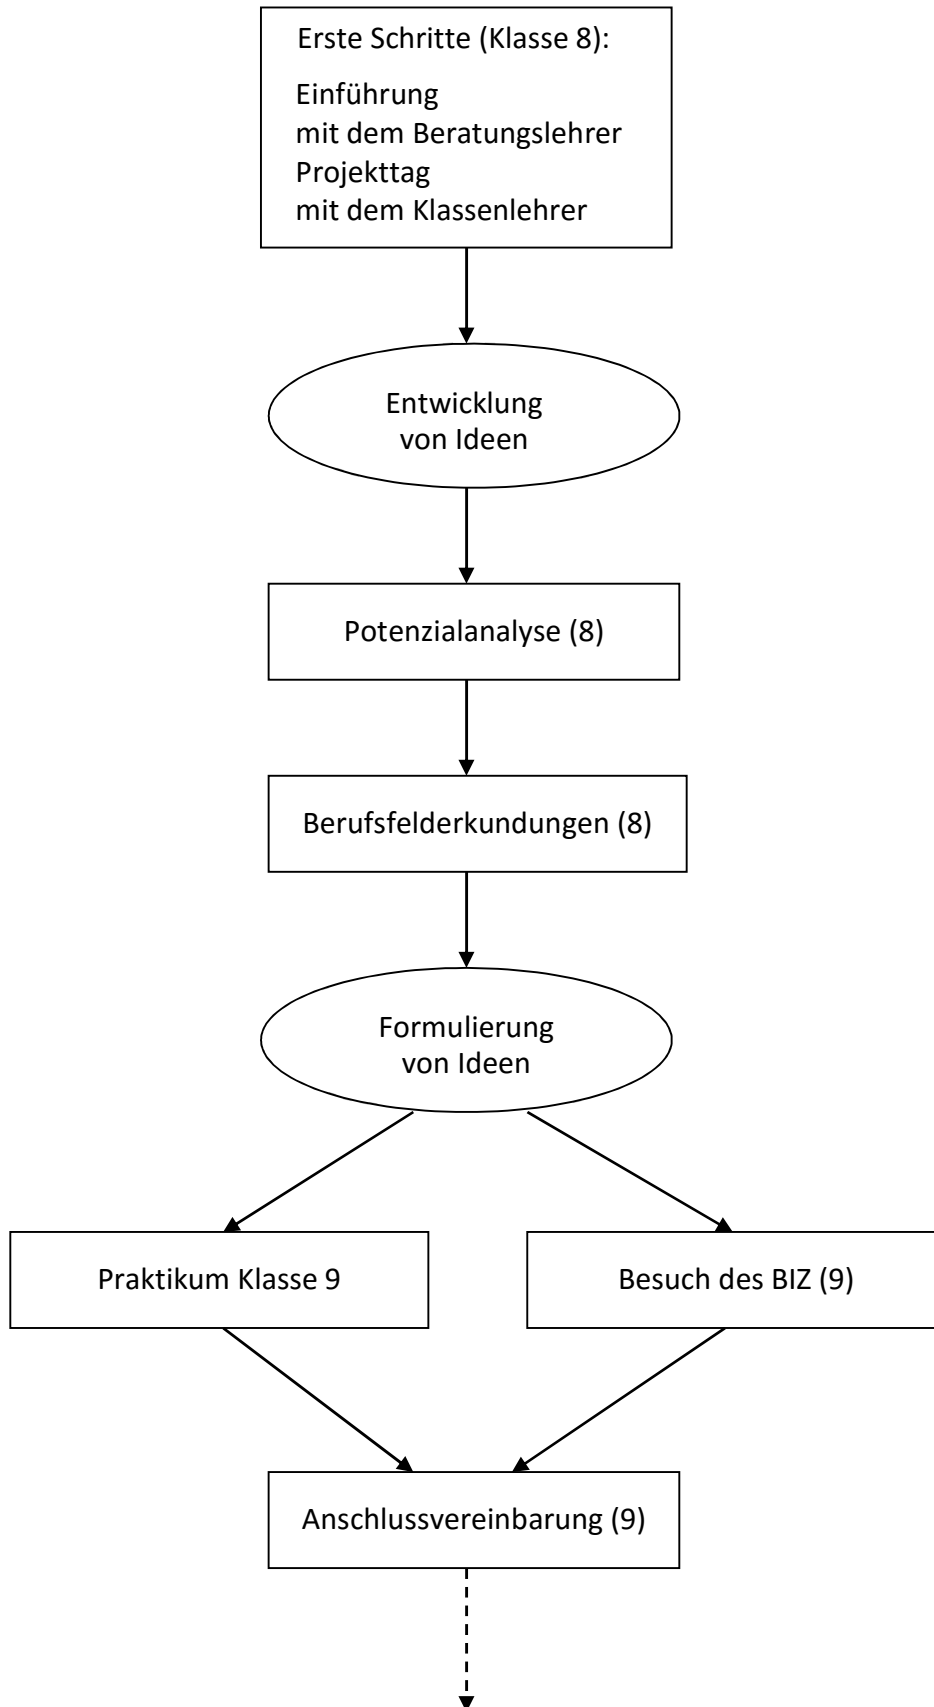 Erste Schritte (Klasse 8):
Einführung
mit dem Beratungslehrer
Projekttag
mit dem Klassenlehrer
Entwicklung
von Ideen
Potenzialanalyse (8)
Berufsfelderkundungen (8)
Formulierung
von Ideen
Praktikum Klasse 9
Besuch des BIZ (9)
Anschlussvereinbarung (9)